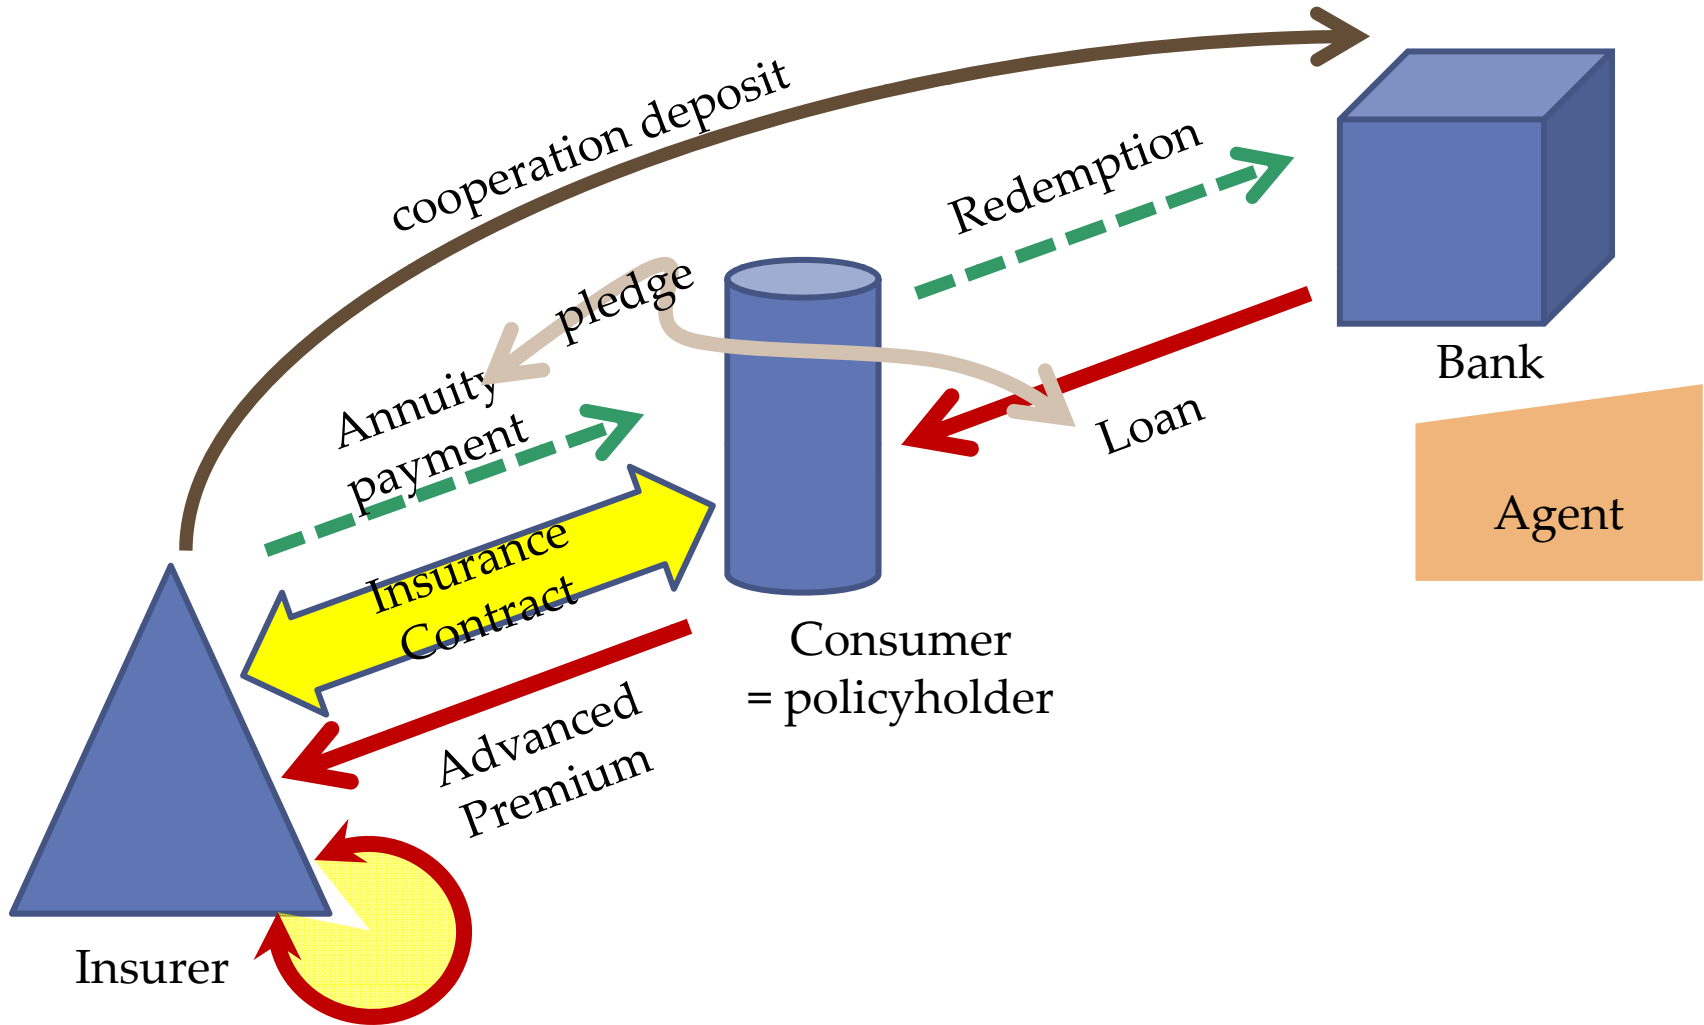 cooperation deposit
Redemption
pledge
Bank
Annuity
payment
Loan
Agent
Insurance
Contract
Consumer
= policyholder
Advanced
Premium
Insurer